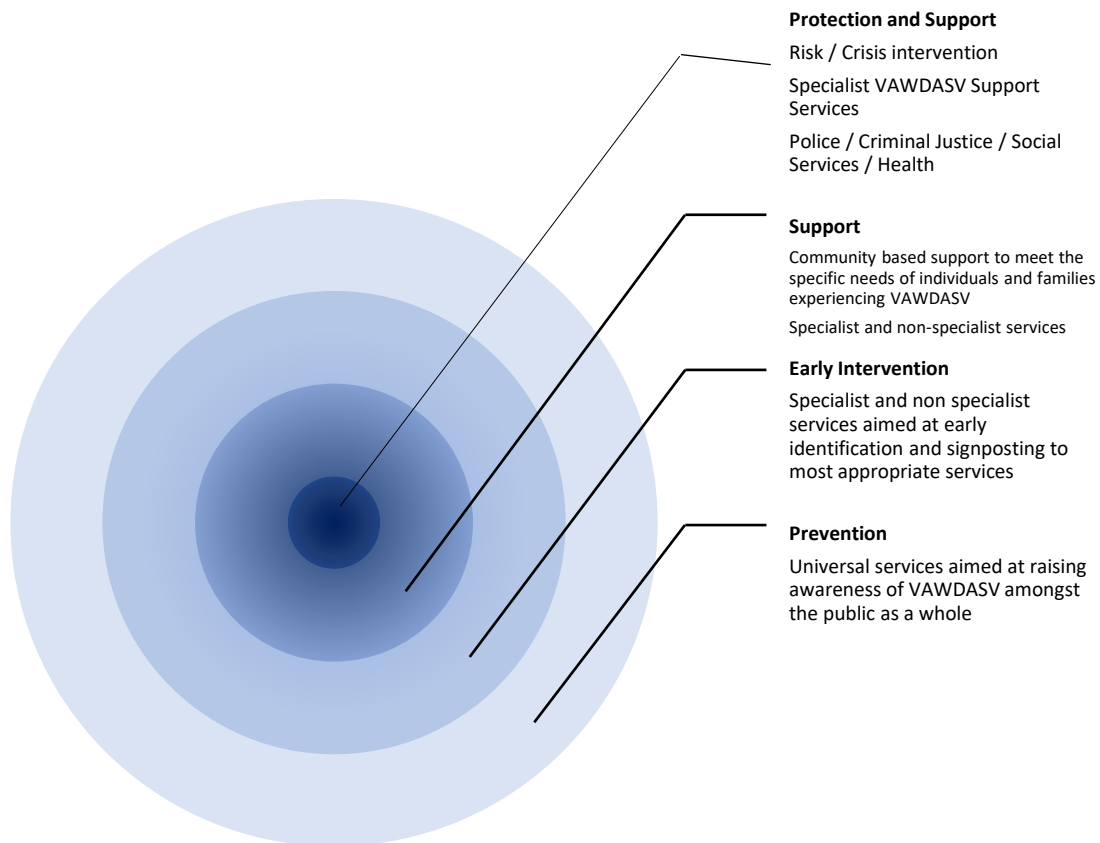 Protection and Support
Risk / Crisis intervention
Specialist VAWDASV Support
Services
Police / Criminal Justice / Social
Services / Health
Support
Community based support to meet the
specific needs of individuals and families
experiencing VAWDASV
Specialist and non-specialist services
Early Intervention
Specialist and non specialist
services aimed at early
identification and signposting to
most appropriate services
Prevention
Universal services aimed at raising
awareness of VAWDASV amongst
the public as a whole